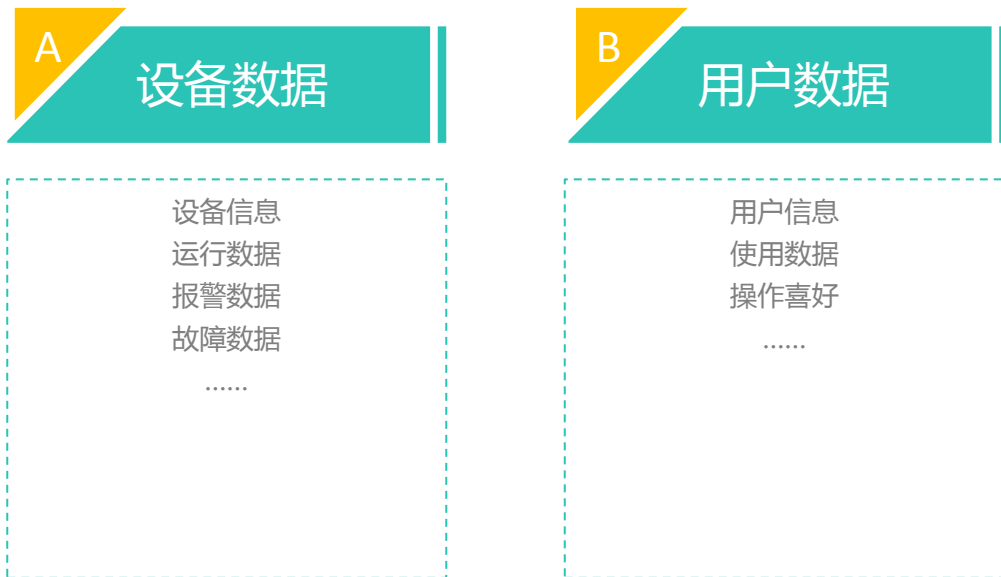 A
设备数据
设备信息
运行数据
报警数据
故障数据
......
B
用户数据
用户信息
使用数据
操作喜好
......